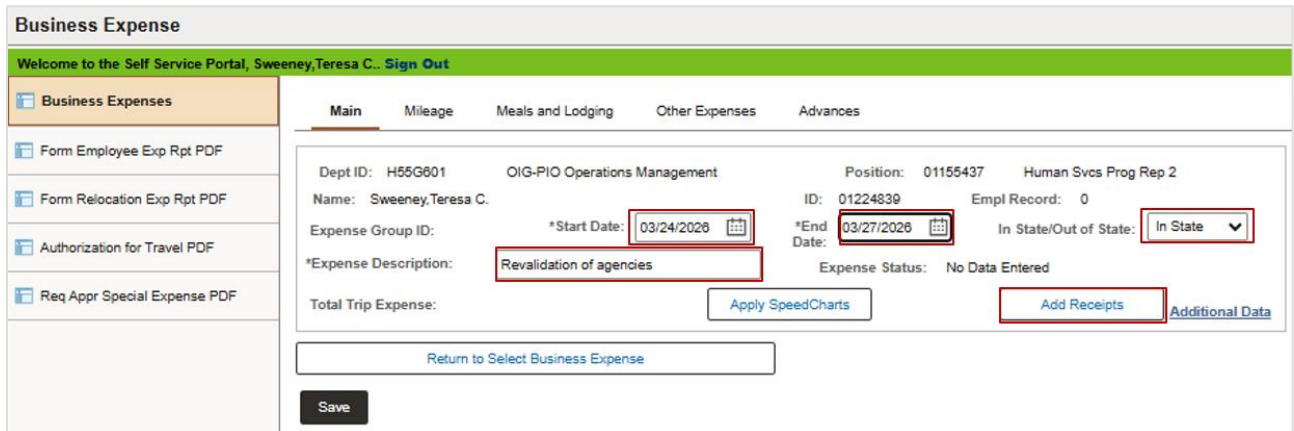 Business Expense
Welcome to the Self Service Portal, Sweeney,Teresa C.. Sign Out
Business Expenses
Form Employee Exp Rpt PDF
Form Relocation Exp Rpt PDF
Authorization for Travel PDF
Req Appr Special Expense PDF
Main Mileage Meals and Lodging Other Expenses Advances
Dept ID: H55G601 OIG-PIO Operations Management Position: 01155437 Human Svcs Prog Rep 2
Name: Sweeney,Teresa C. ID: 01224839 Empl Record: 0
Expense Group ID: *Start Date: 03/24/2026 *End Date: 03/27/2026 In State/Out of State: In State
*Expense Description: Revalidation of agencies Expense Status: No Data Entered
Total Trip Expense: Apply SpeedCharts Add Receipts Additional Data
Return to Select Business Expense
Save